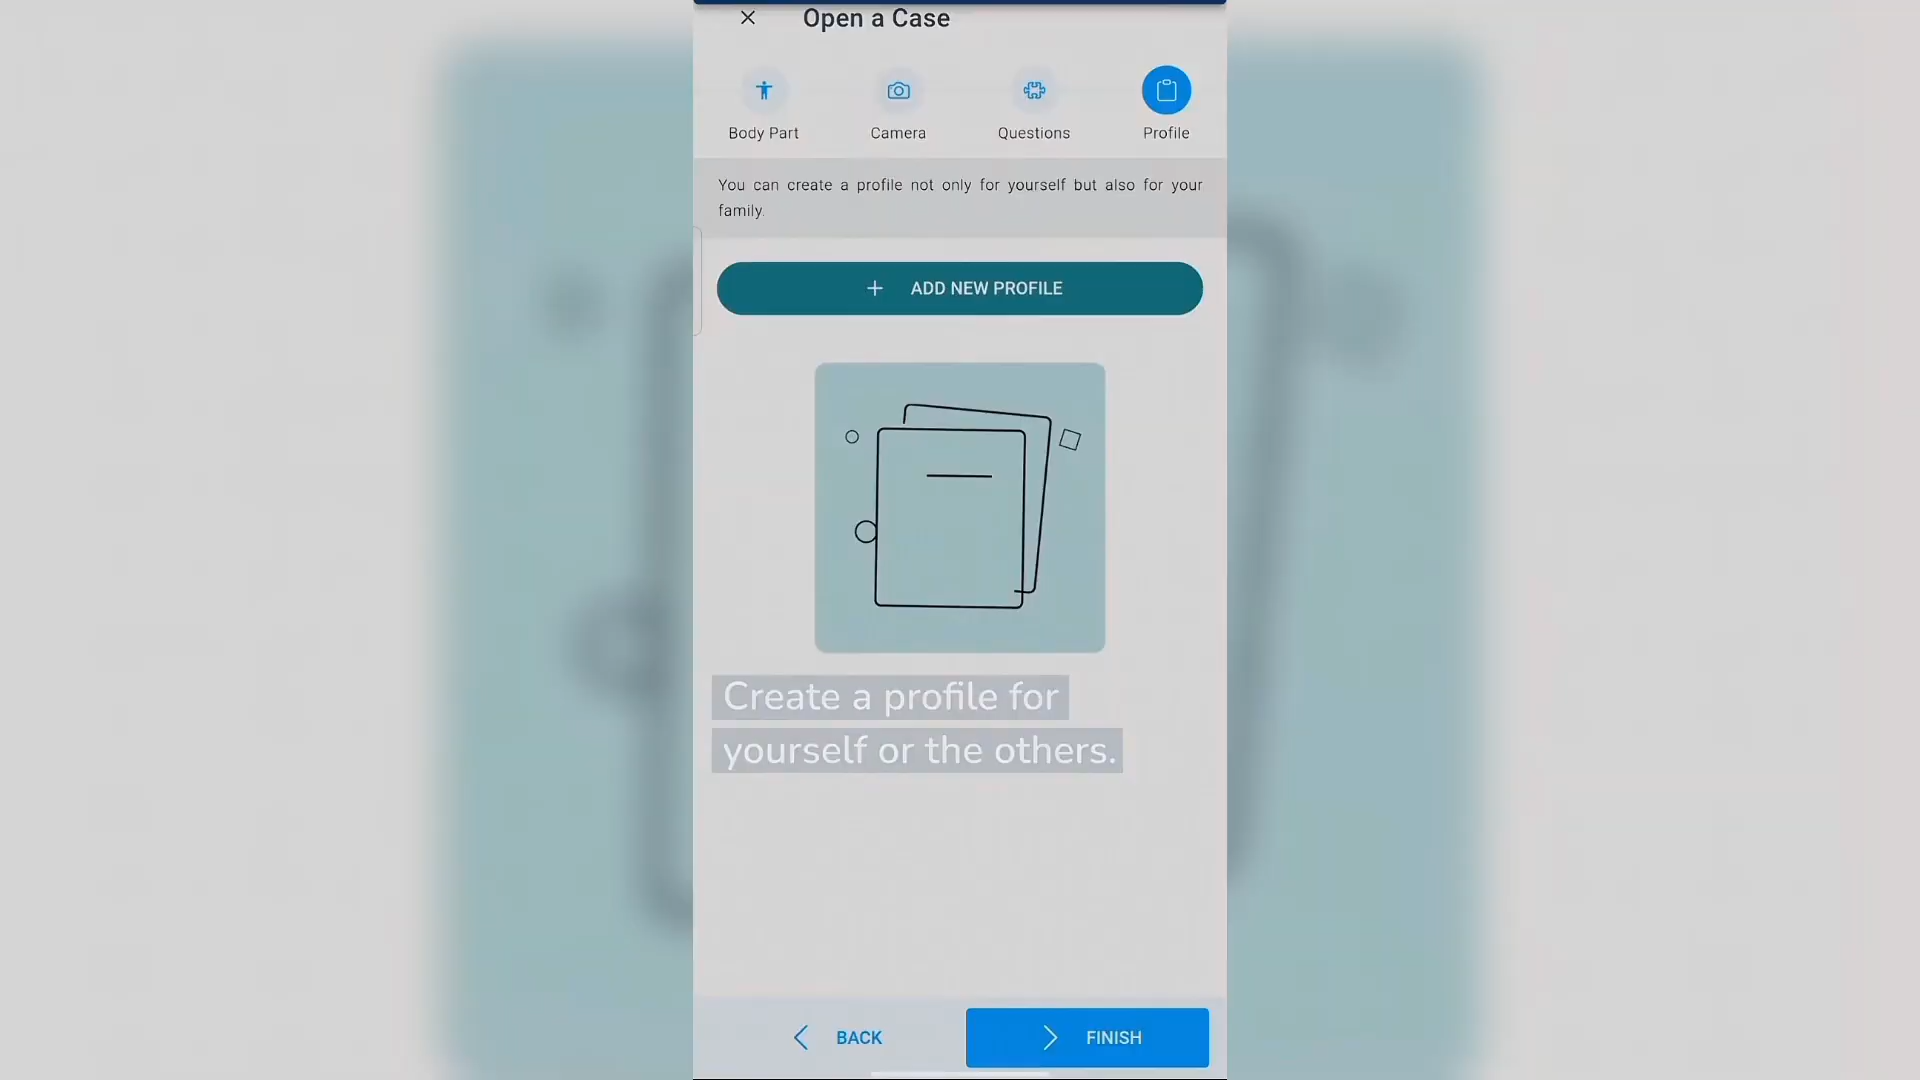 Open a Case
Body Part
Camera
Questions
Profile
You can create a profile not only for yourself but also for your
family.
ADD NEW PROFILE
Create a profile for
yourself or the others.
BACK
FINISH